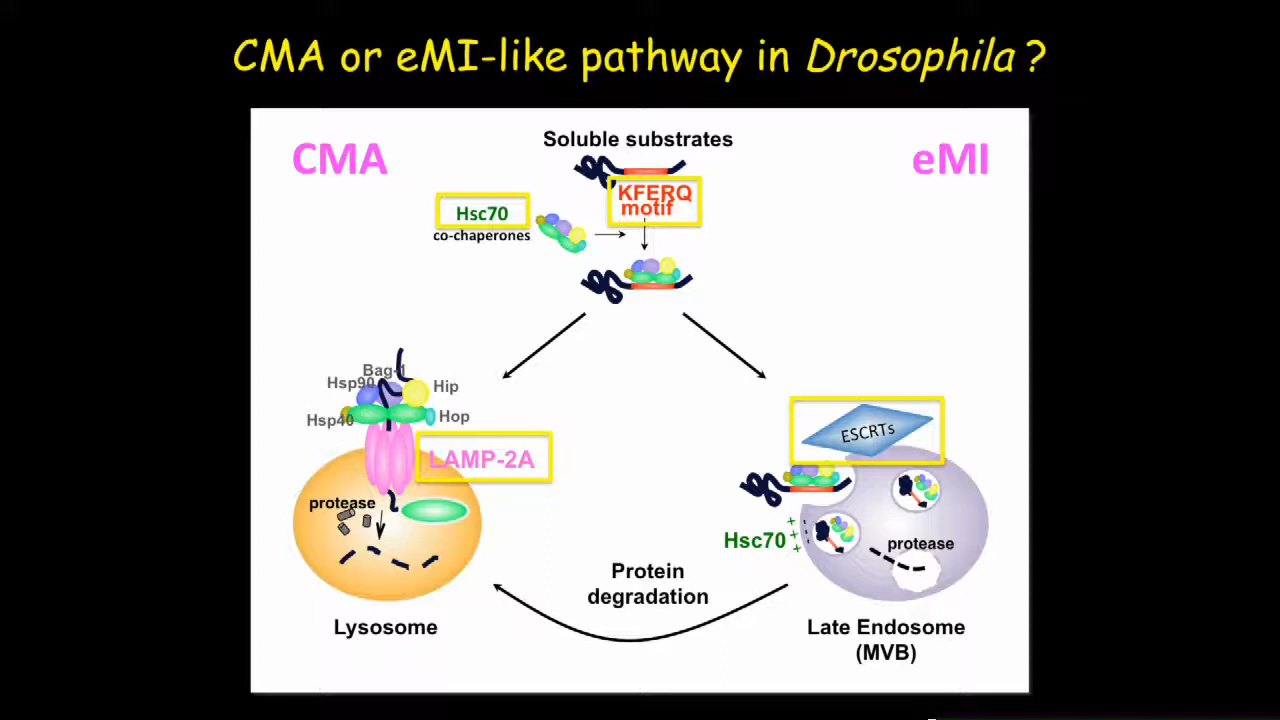 CMA or eMI-like pathway in Drosophila ?
Soluble substrates
CMA
eMI
KFERQ
motif
Hsc70
co-chaperones
Bag-1
Hsp90
Hip
Hsp40
Hop
LAMP-2A
ESCRTs
protease
Hsc70
+
+
+
protease
Protein
degradation
Lysosome
Late Endosome
(MVB)